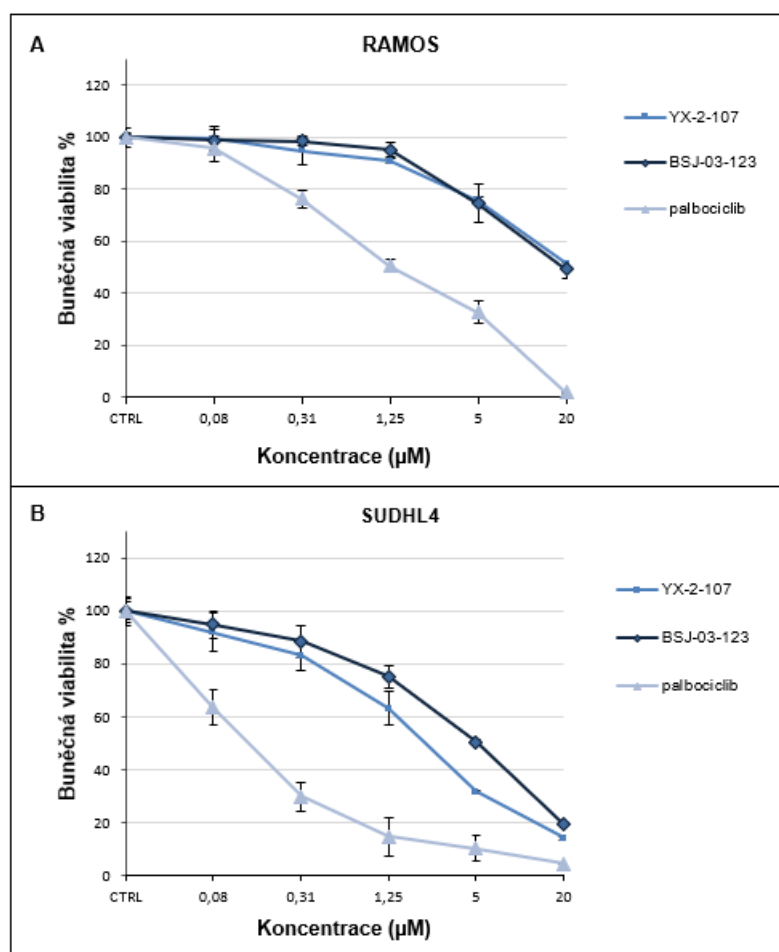 A
RAMOS
120
100
80
60
40
20
0
Buněčná viabilita %
CTRL 0,08 0,31 1,25 5 20
Koncentrace (µM)
YX-2-107
BSJ-03-123
palbociclib
B
SUDHL4
120
100
80
60
40
20
0
Buněčná viabilita %
CTRL 0,08 0,31 1,25 5 20
Koncentrace (µM)
YX-2-107
BSJ-03-123
palbociclib